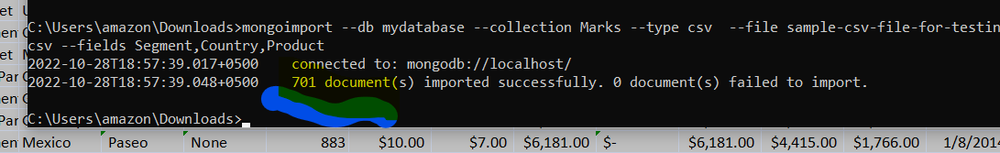 et
C:\Users\amazon\Downloads>mongoimport --db mydatabase --collection Marks --type csv  --file sample-csv-file-for-testin
csv --fields Segment,Country,Product
2022-10-28T18:57:39.017+0500    connected to: mongodb://localhost/
2022-10-28T18:57:39.048+0500    701 document(s) imported successfully. 0 document(s) failed to import.
C:\Users\amazon\Downloads>
Mexico Paseo None 883 $10.00 $7.00 $6,181.00 $- $6,181.00 $4,415.00 $1,766.00 1/8/201